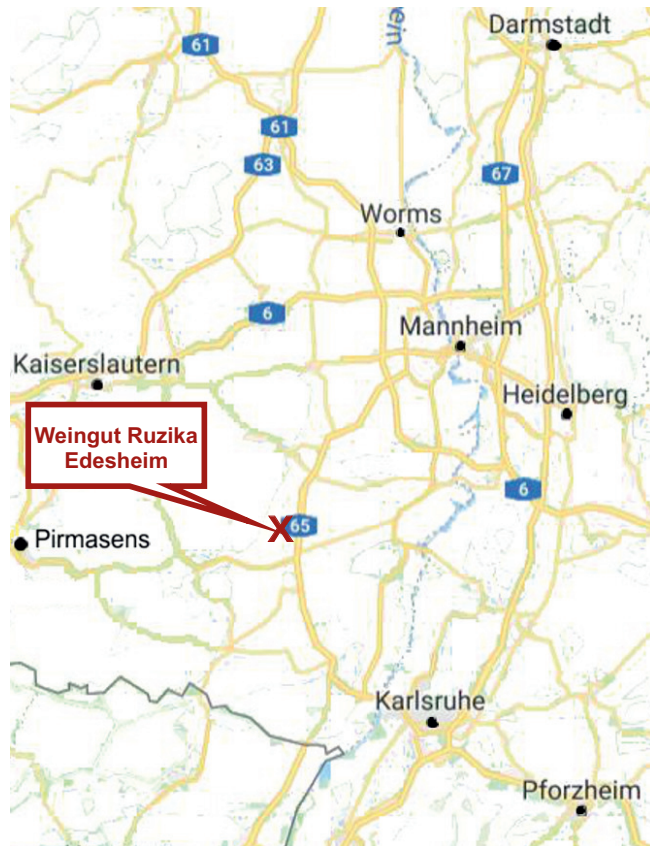 61
Darmstadt
61
63
67
Worms
6
Mannheim
Kaiserslautern
Heidelberg
Weingut Ruzika
Edesheim
6
X 65
Pirmasens
Karlsruhe
Pforzheim